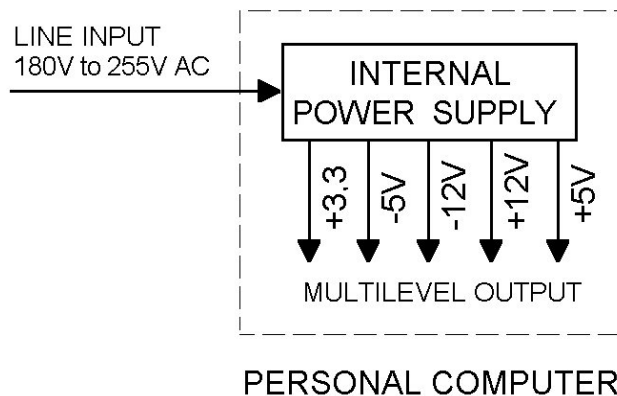 LINE INPUT
180V to 255V AC
INTERNAL
POWER SUPPLY
+3.3
-5V
-12V
+12V
+5V
MULTILEVEL OUTPUT
PERSONAL COMPUTER